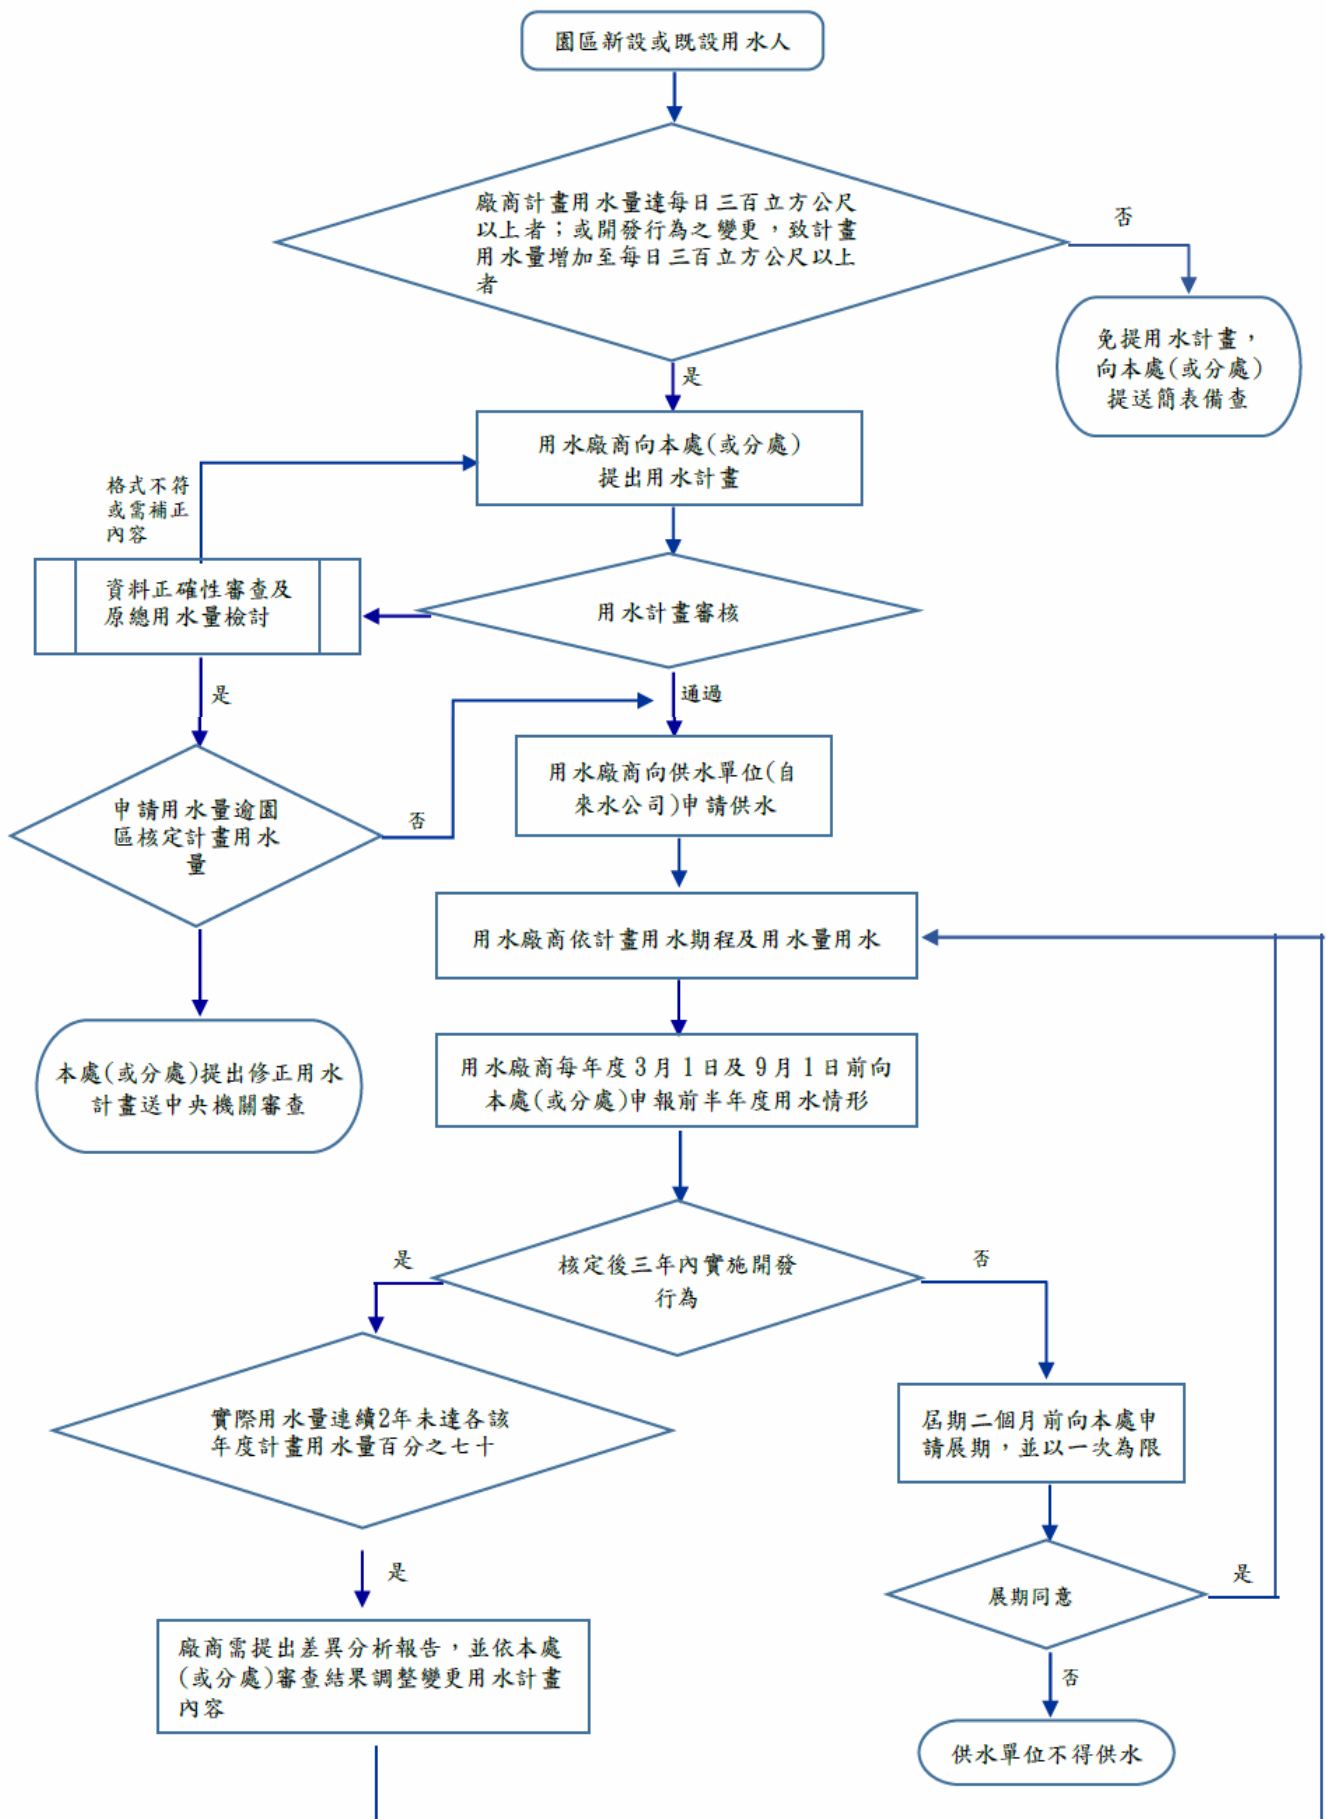 園區新設或既設用水人
廠商計畫用水量達每日三百立方公尺
以上者；或開發行為之變更，致計畫
用水量增加至每日三百立方公尺以上
者
否
免提用水計畫，
向本處(或分處)
提送簡表備查
是
用水廠商向本處(或分處)
提出用水計畫
格式不符
或需補正
內容
資料正確性審查及
原總用水量檢討
用水計畫審核
是
通過
用水廠商向供水單位(自
來水公司)申請供水
申請用水量逾園
區核定計畫用水
量
否
用水廠商依計畫用水期程及用水量用水
本處(或分處)提出修正用水
計畫送中央機關審查
用水廠商每年度3月1日及9月1日前向
本處(或分處)申報前半年度用水情形
核定後三年內實施開發
行為
是
否
實際用水量連續2年未達各該
年度計畫用水量百分之七十
屆期二個月前向本處申
請展期，並以一次為限
是
展期同意
是
廠商需提出差異分析報告，並依本處
(或分處)審查結果調整變更用水計畫
內容
否
供水單位不得供水